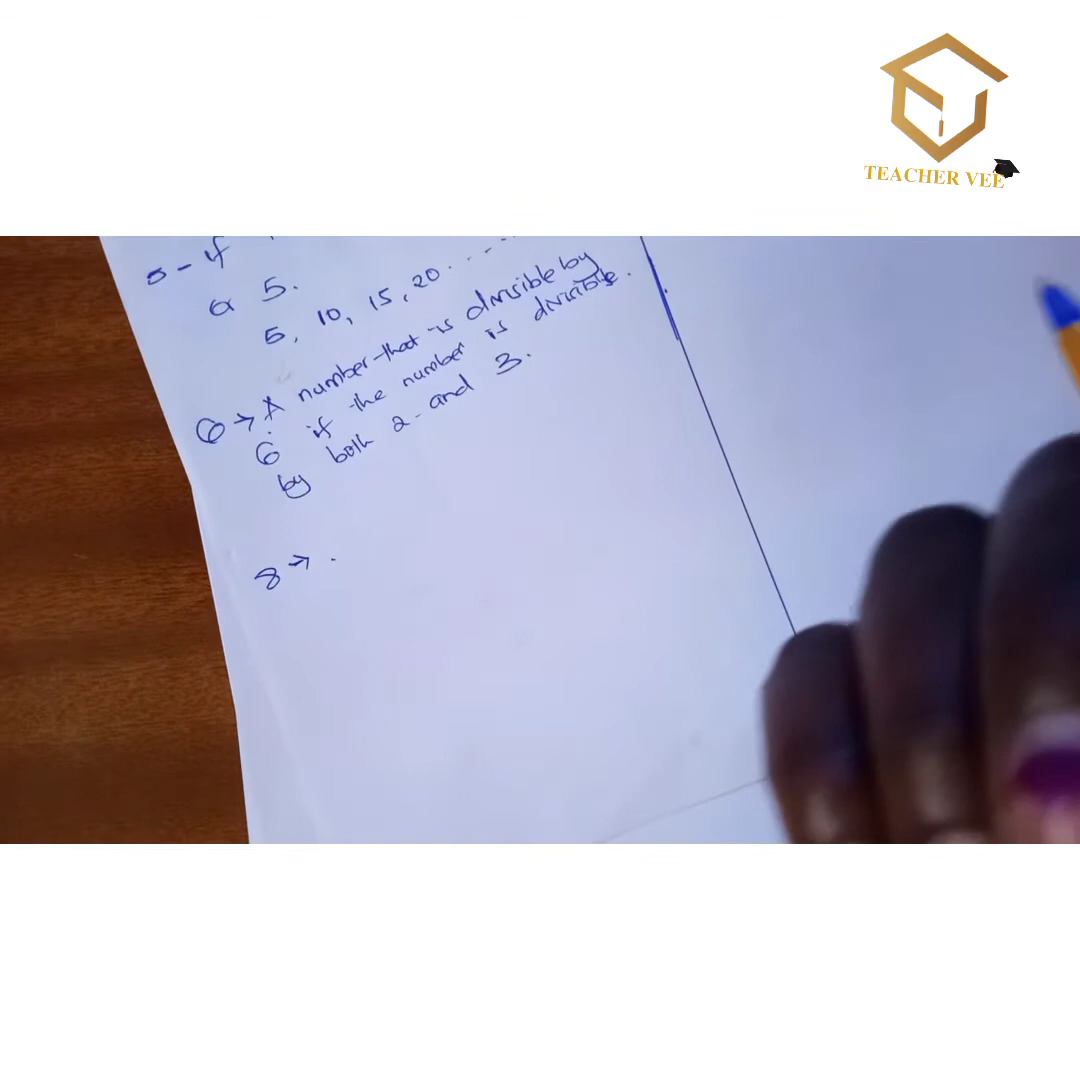 TEACHER VEE
5 - if
a 5.
5, 10, 15, 20 . . - - -
6 → A number that is divisible by
6 if the number is divisible.
by both 2 and 3.
8 → .